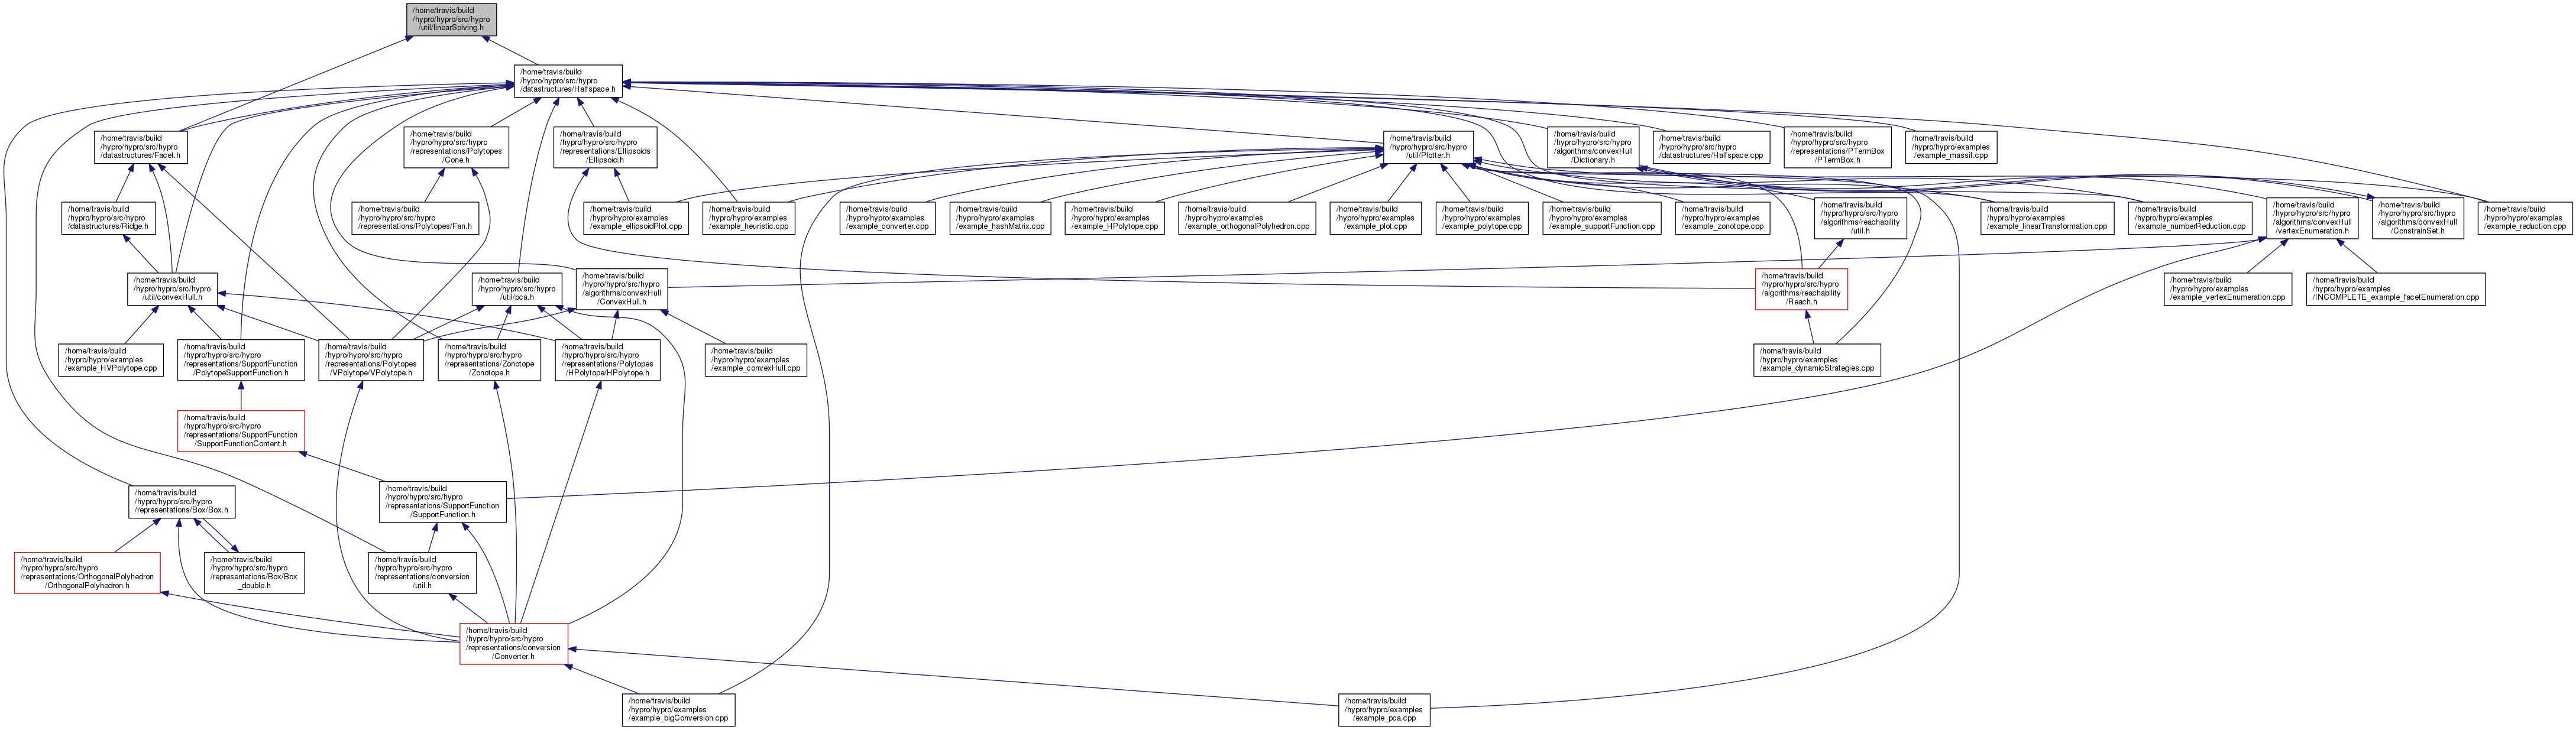 /home/travis/build
/hypro/hypro/src/hypro
/util/linearSolving.h
/home/travis/build
/hypro/hypro/src/hypro
/datastructures/Halfspace.h
/home/travis/build
/hypro/hypro/src/hypro
/datastructures/Facet.h
/home/travis/build
/hypro/hypro/src/hypro
/representations/Polytopes
/Cone.h
/home/travis/build
/hypro/hypro/src/hypro
/representations/Ellipsoids
/Ellipsoid.h
/home/travis/build
/hypro/hypro/src/hypro
/util/Plotter.h
/home/travis/build
/hypro/hypro/src/hypro
/algorithms/convexHull
/Dictionary.h
/home/travis/build
/hypro/hypro/src/hypro
/datastructures/Halfspace.cpp
/home/travis/build
/hypro/hypro/src/hypro
/representations/PTermBox
/PTermBox.h
/home/travis/build
/hypro/hypro/examples
/example_massif.cpp
/home/travis/build
/hypro/hypro/src/hypro
/datastructures/Ridge.h
/home/travis/build
/hypro/hypro/src/hypro
/representations/Polytopes/Fan.h
/home/travis/build
/hypro/hypro/examples
/example_ellipsoidPlot.cpp
/home/travis/build
/hypro/hypro/examples
/example_heuristic.cpp
/home/travis/build
/hypro/hypro/examples
/example_converter.cpp
/home/travis/build
/hypro/hypro/examples
/example_hashMatrix.cpp
/home/travis/build
/hypro/hypro/examples
/example_HPolytope.cpp
/home/travis/build
/hypro/hypro/examples
/example_orthogonalPolyhedron.cpp
/home/travis/build
/hypro/hypro/examples
/example_plot.cpp
/home/travis/build
/hypro/hypro/examples
/example_polytope.cpp
/home/travis/build
/hypro/hypro/examples
/example_supportFunction.cpp
/home/travis/build
/hypro/hypro/examples
/example_zonotope.cpp
/home/travis/build
/hypro/hypro/src/hypro
/algorithms/reachability
/util.h
/home/travis/build
/hypro/hypro/examples
/example_linearTransformation.cpp
/home/travis/build
/hypro/hypro/examples
/example_numberReduction.cpp
/home/travis/build
/hypro/hypro/src/hypro
/algorithms/convexHull
/vertexEnumeration.h
/home/travis/build
/hypro/hypro/src/hypro
/algorithms/convexHull
/ConstrainSet.h
/home/travis/build
/hypro/hypro/examples
/example_reduction.cpp
/home/travis/build
/hypro/hypro/src/hypro
/util/convexHull.h
/home/travis/build
/hypro/hypro/src/hypro
/util/pca.h
/home/travis/build
/hypro/hypro/src/hypro
/algorithms/convexHull
/ConvexHull.h
/home/travis/build
/hypro/hypro/src/hypro
/algorithms/reachability
/Reach.h
/home/travis/build
/hypro/hypro/examples
/example_vertexEnumeration.cpp
/home/travis/build
/hypro/hypro/examples
/INCOMPLETE_example_facetEnumeration.cpp
/home/travis/build
/hypro/hypro/examples
/example_HVPolytope.cpp
/home/travis/build
/hypro/hypro/src/hypro
/representations/SupportFunction
/PolytopeSupportFunction.h
/home/travis/build
/hypro/hypro/src/hypro
/representations/Polytopes
/VPolytope/VPolytope.h
/home/travis/build
/hypro/hypro/src/hypro
/representations/Zonotope
/Zonotope.h
/home/travis/build
/hypro/hypro/src/hypro
/representations/Polytopes
/HPolytope/HPolytope.h
/home/travis/build
/hypro/hypro/examples
/example_convexHull.cpp
/home/travis/build
/hypro/hypro/examples
/example_dynamicStrategies.cpp
/home/travis/build
/hypro/hypro/src/hypro
/representations/SupportFunction
/SupportFunctionContent.h
/home/travis/build
/hypro/hypro/src/hypro
/representations/Box/Box.h
/home/travis/build
/hypro/hypro/src/hypro
/representations/SupportFunction
/SupportFunction.h
/home/travis/build
/hypro/hypro/src/hypro
/representations/OrthogonalPolyhedron
/OrthogonalPolyhedron.h
/home/travis/build
/hypro/hypro/src/hypro
/representations/Box/Box
_double.h
/home/travis/build
/hypro/hypro/src/hypro
/representations/conversion
/util.h
/home/travis/build
/hypro/hypro/src/hypro
/representations/conversion
/Converter.h
/home/travis/build
/hypro/hypro/examples
/example_bigConversion.cpp
/home/travis/build
/hypro/hypro/examples
/example_pca.cpp